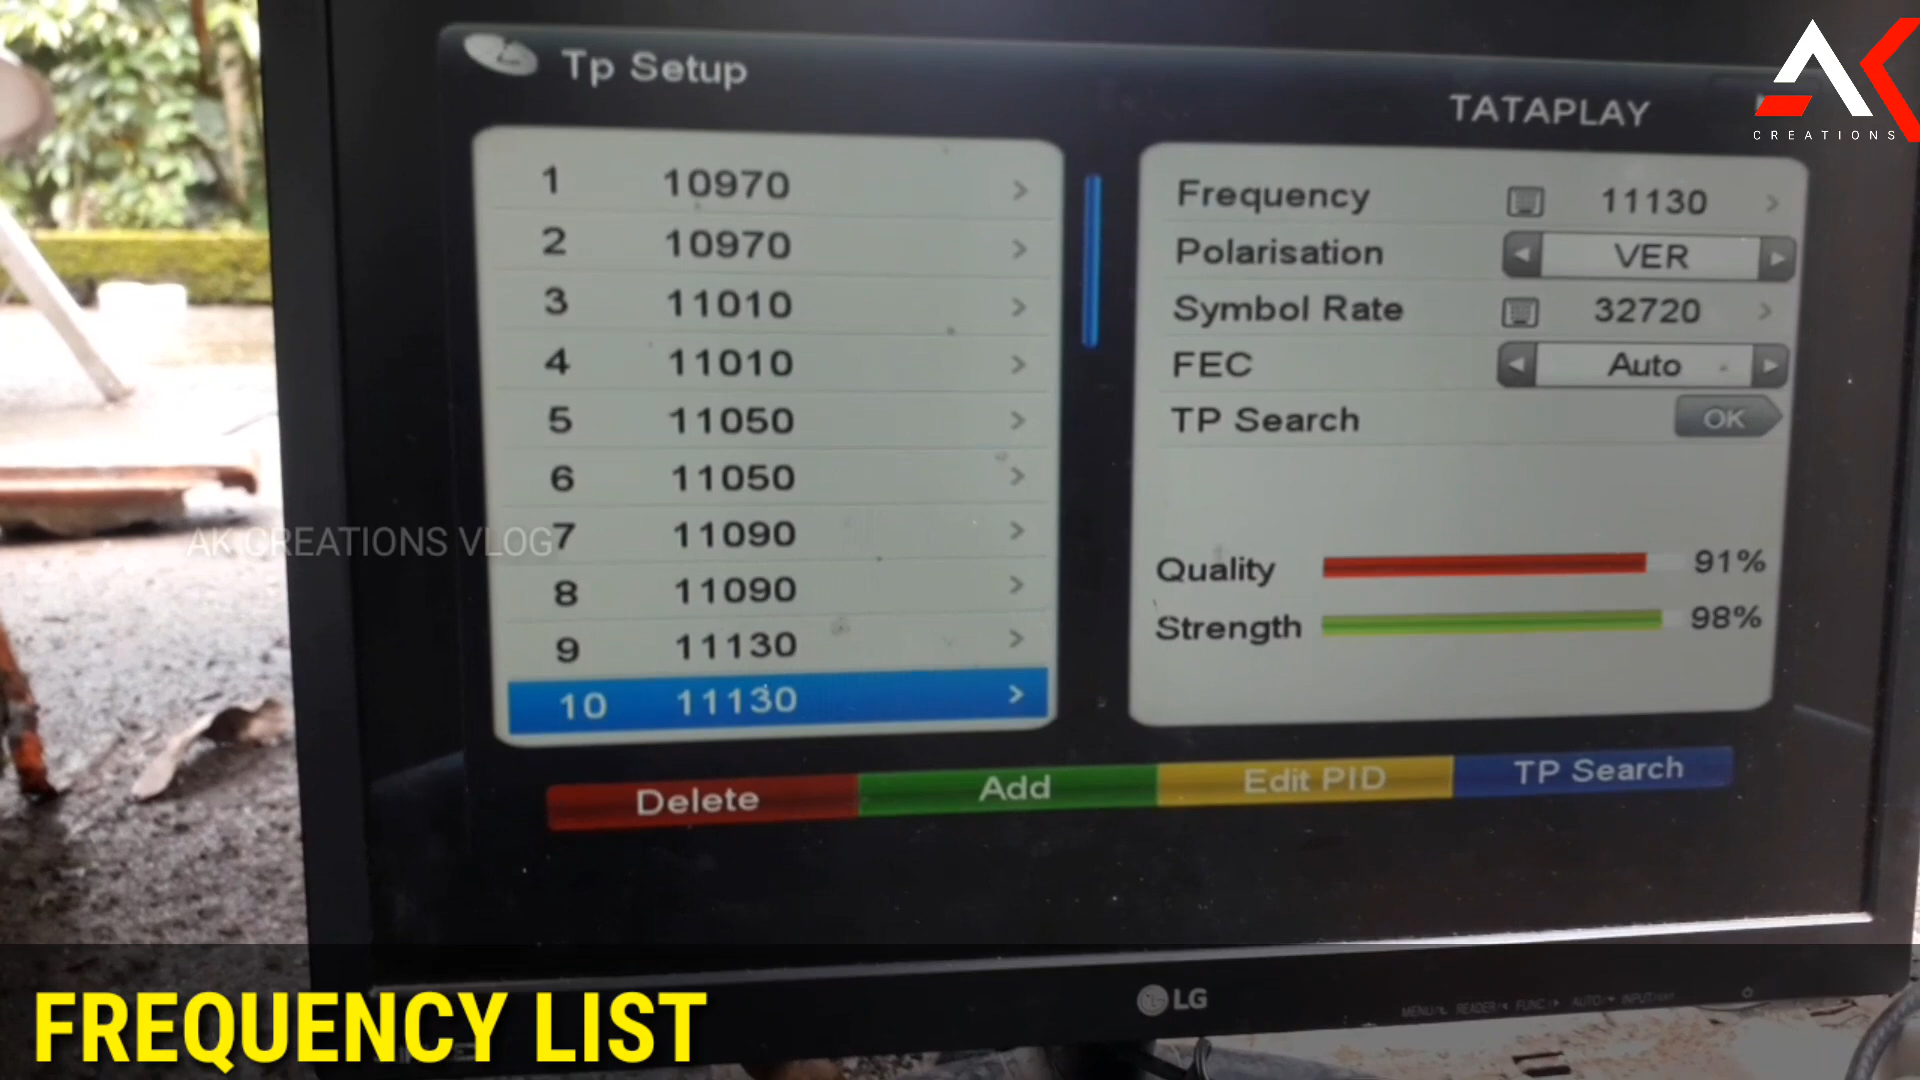 Tp Setup
TATAPLAY
AK
CREATIONS
1 10970 >
2 10970 >
3 11010 >
4 11010 >
5 11050 >
6 11050 >
7 11090 >
8 11090 >
9 11130 >
10 11130 >
Frequency 11130 >
Polarisation VER
Symbol Rate 32720 >
FEC Auto
TP Search OK
Quality 91%
Strength 98%
AK CREATIONS VLOG
Delete Add Edit PID TP Search
LG
FREQUENCY LIST